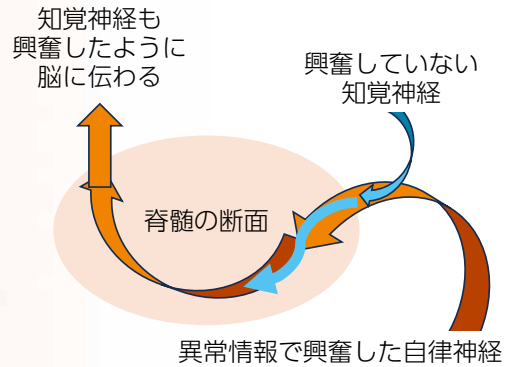 知覚神経も
興奮したように
脳に伝わる
興奮していない
知覚神経
脊髄の断面
異常情報で興奮した自律神経